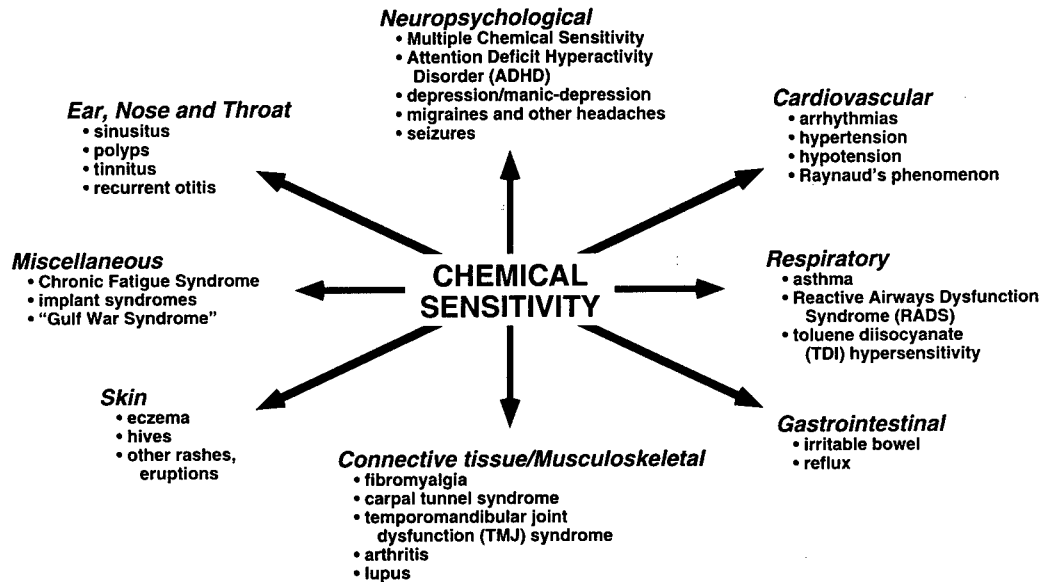 Neuropsychological
• Multiple Chemical Sensitivity
• Attention Deficit Hyperactivity
Disorder (ADHD)
• depression/manic-depression
• migraines and other headaches
• seizures
Ear, Nose and Throat
• sinusitus
• polyps
• tinnitus
• recurrent otitis
Cardiovascular
• arrhythmias
• hypertension
• hypotension
• Raynaud's phenomenon
Miscellaneous
• Chronic Fatigue Syndrome
• implant syndromes
• "Gulf War Syndrome"
CHEMICAL
SENSITIVITY
Respiratory
• asthma
• Reactive Airways Dysfunction
Syndrome (RADS)
• toluene diisocyanate
(TDI) hypersensitivity
Skin
• eczema
• hives
• other rashes,
eruptions
Connective tissue/Musculoskeletal
• fibromyalgia
• carpal tunnel syndrome
• temporomandibular joint
dysfunction (TMJ) syndrome
• arthritis
• lupus
Gastrointestinal
• irritable bowel
• reflux